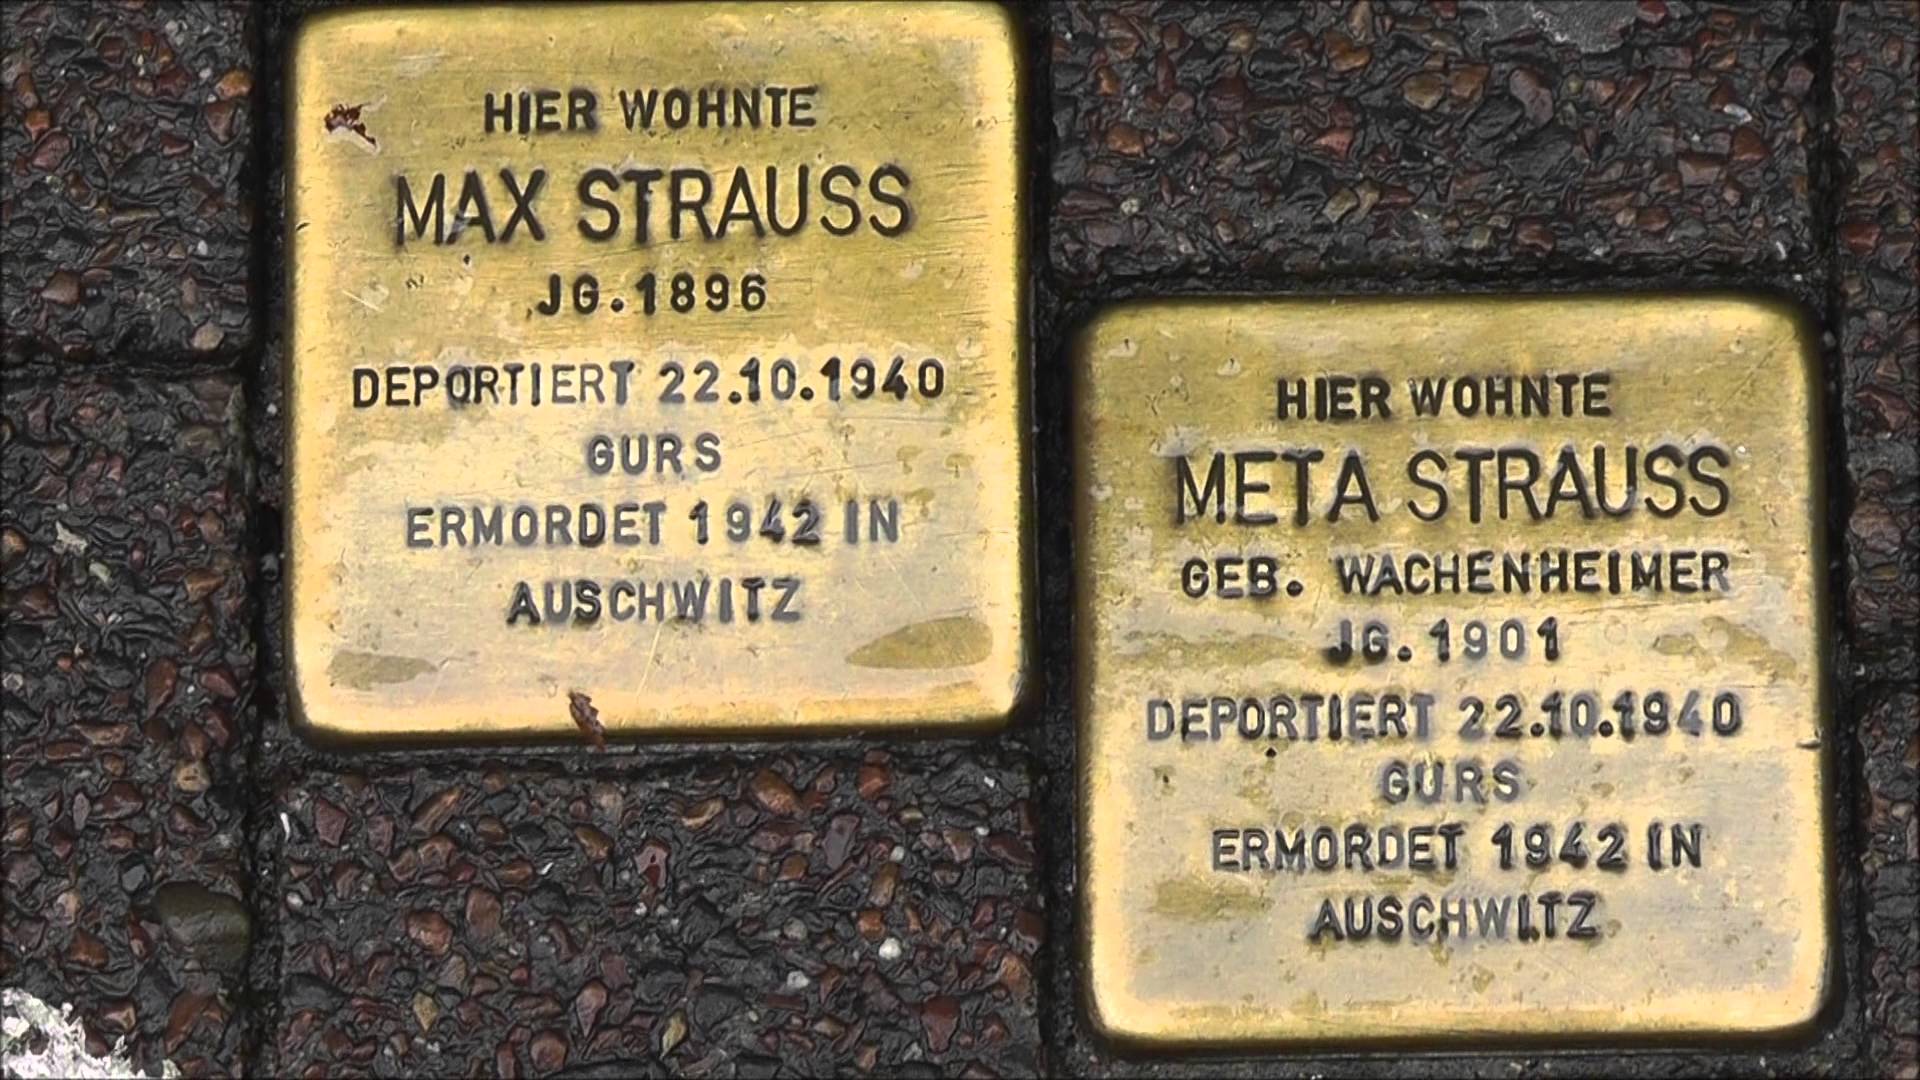 HIER WOHNTE
MAX STRAUSS
JG.1896
DEPORTIERT 22.10.1940
GURS
ERMORDET 1942 IN
AUSCHWITZ
HIER WOHNTE
META STRAUSS
GEB. WACHENHEIMER
JG.1901
DEPORTIERT 22.10.1940
GURS
ERMORDET 1942 IN
AUSCHWITZ